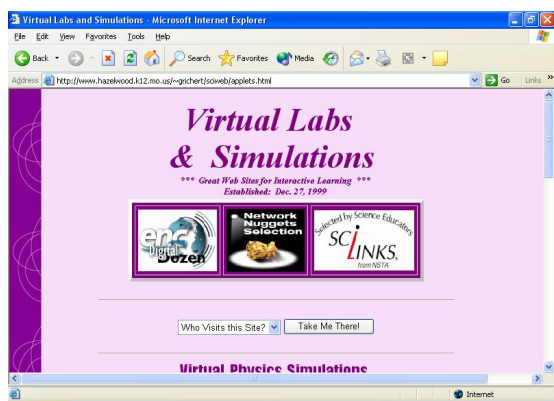 Virtual Labs and Simulations - Microsoft Internet Explorer
File Edit View Favorites Tools Help
Back Search Favorites Media
Address http://www.hazelwood.k12.mo.us/~grichert/sciweb/applets.html Go Links »
Virtual Labs
& Simulations
*** Great Web Sites for Interactive Learning ***
Established: Dec. 27, 1999
enc Digital Dozen
Network
Nuggets
Selection
Selected by Science Educators
SCiLINKS®
from NSTA
Who Visits this Site? Take Me There!
Virtual Physics Simulations
Internet